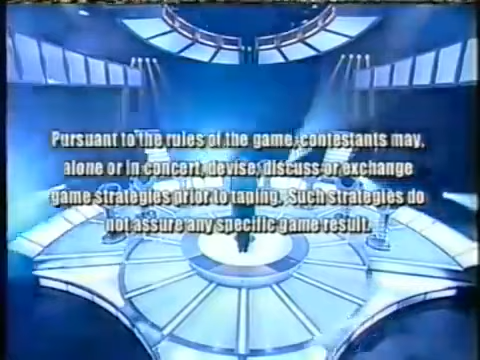 Pursuant to the rules of the game, contestants may,
alone or in concert, devise, discuss or exchange
game strategies prior to taping. Such strategies do
not assure any specific game result.